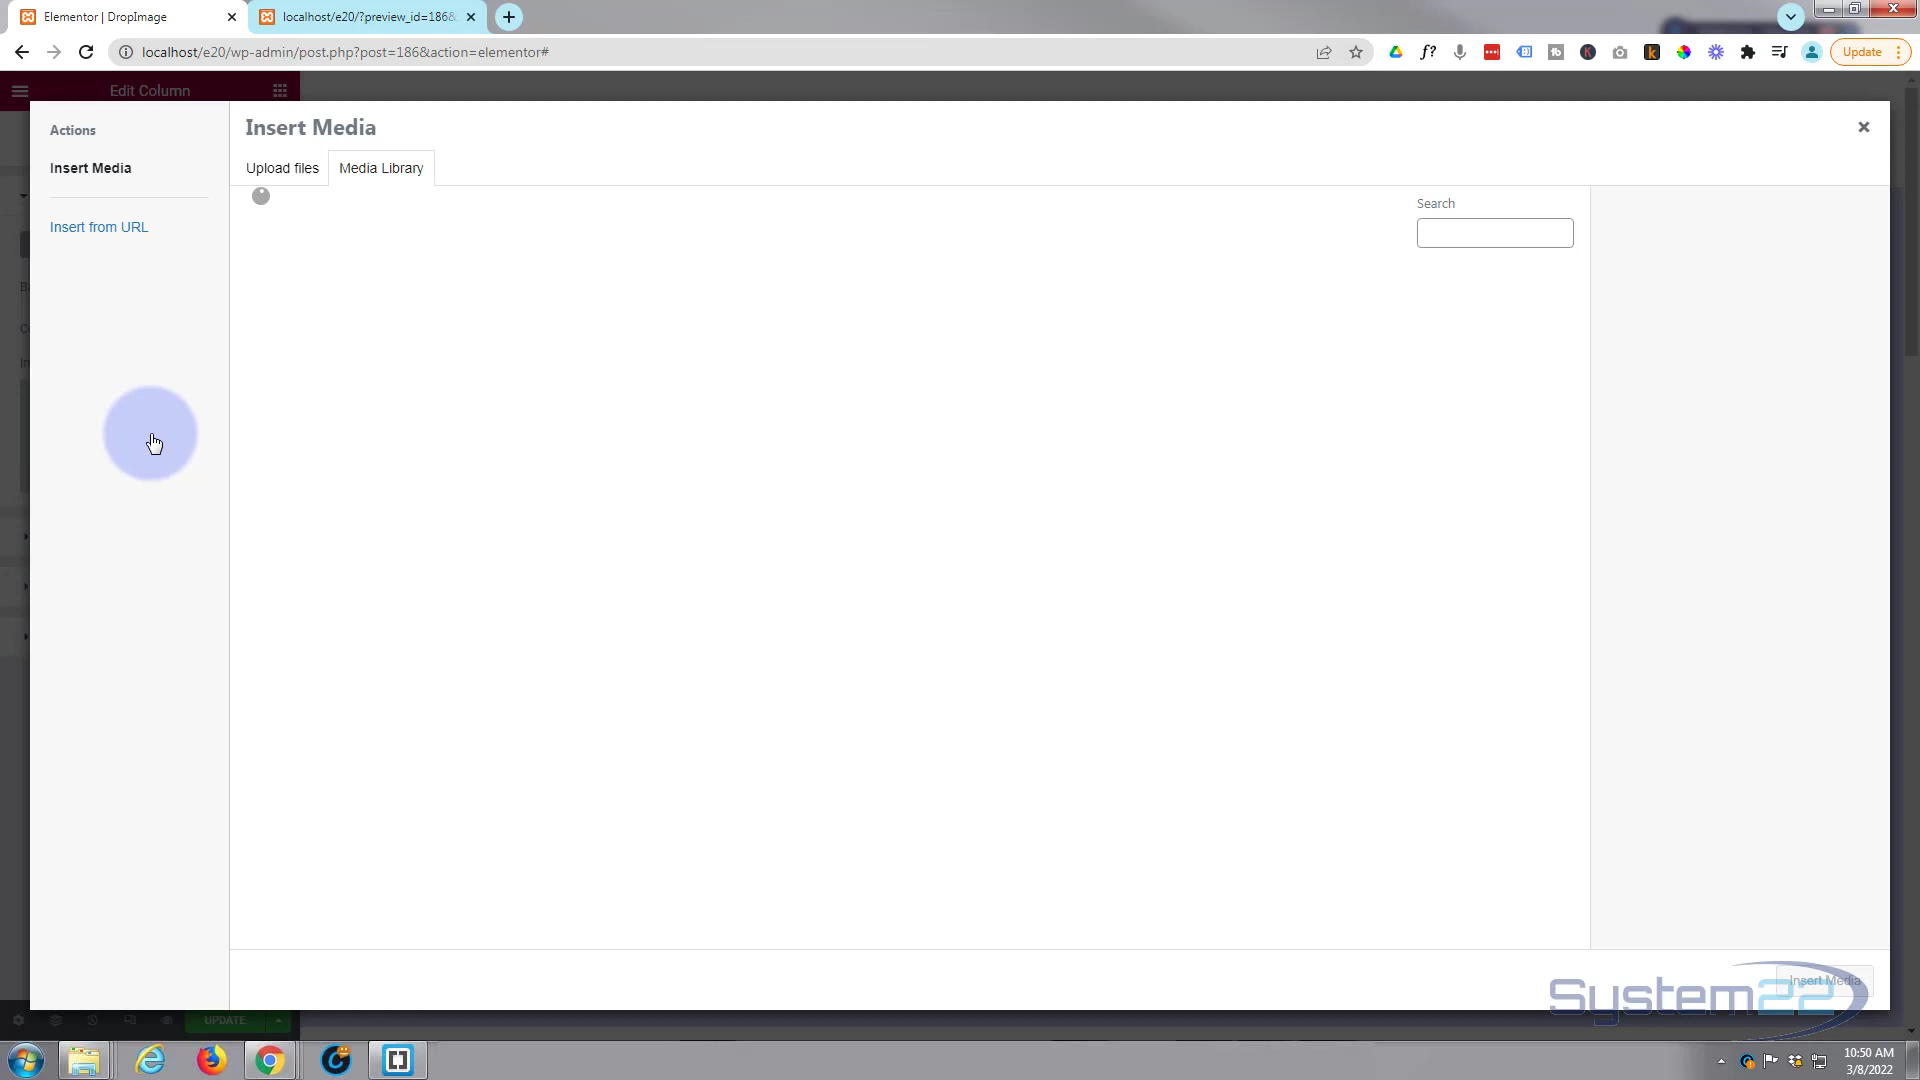 Elementor | DropImage
localhost/e20/?preview_id=186&
localhost/e20/wp-admin/post.php?post=186&action=elementor#
Update
Edit Column
Actions
Insert Media
Insert from URL
Insert Media
Upload files
Media Library
Search
Insert Media
System22
UPDATE
10:50 AM
3/8/2022